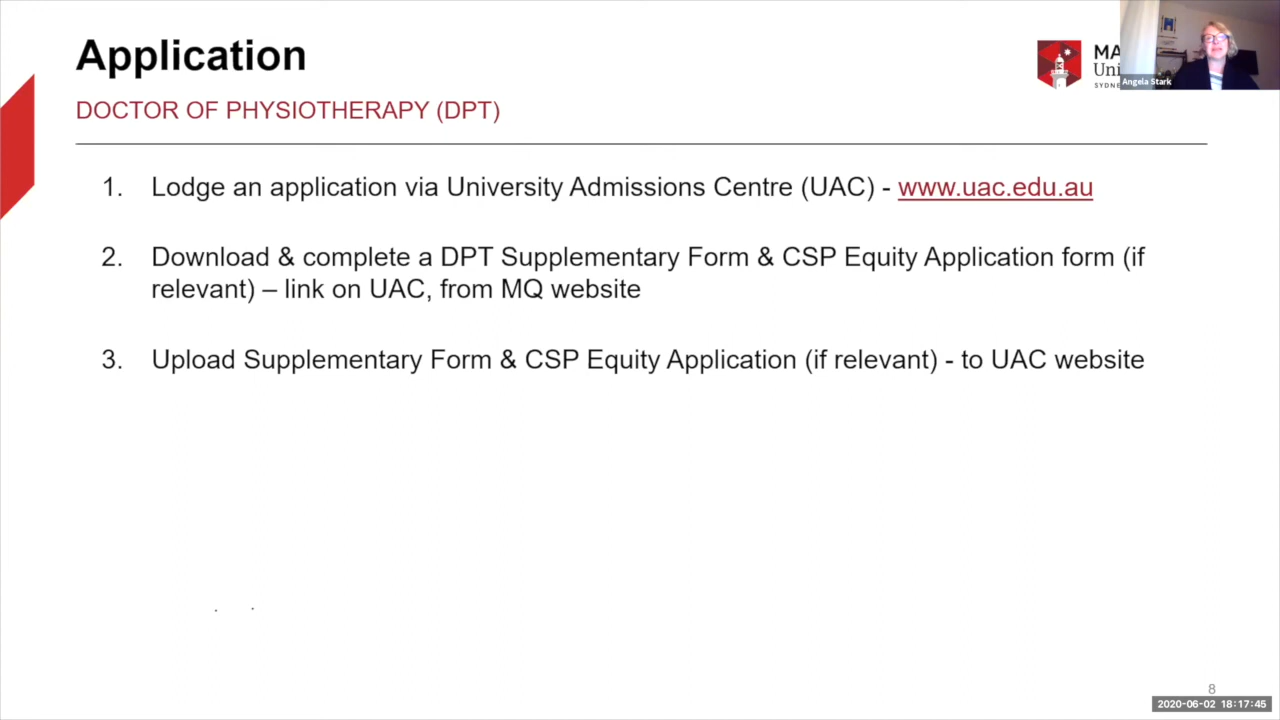 Application
DOCTOR OF PHYSIOTHERAPY (DPT)
MA
Uni
SYDNE
Angela Stark
1. Lodge an application via University Admissions Centre (UAC) - www.uac.edu.au
2. Download & complete a DPT Supplementary Form & CSP Equity Application form (if
relevant) – link on UAC, from MQ website
3. Upload Supplementary Form & CSP Equity Application (if relevant) - to UAC website
8
2020-06-02 18:17:45